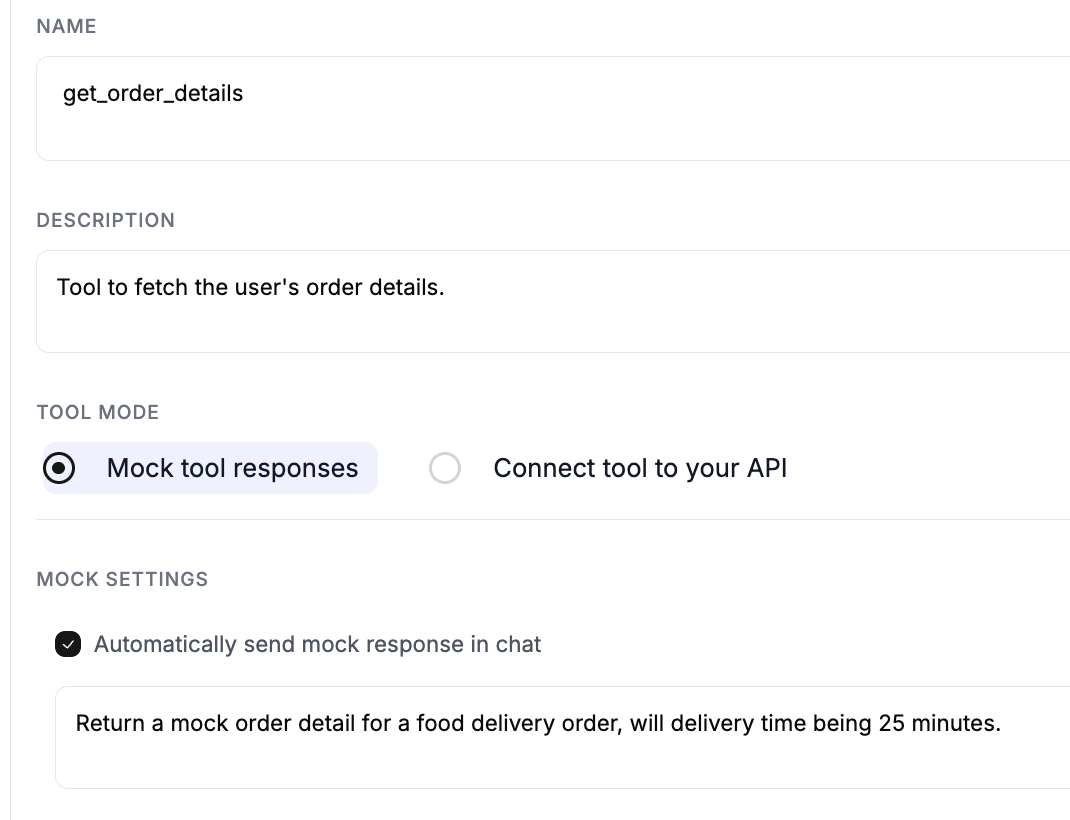 NAME
get_order_details
DESCRIPTION
Tool to fetch the user's order details.
TOOL MODE
Mock tool responses
Connect tool to your API
MOCK SETTINGS
Automatically send mock response in chat
Return a mock order detail for a food delivery order, will delivery time being 25 minutes.